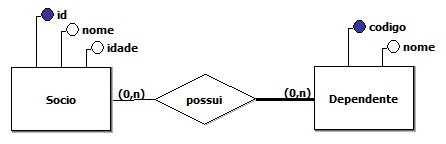 id
nome
idade
codigo
nome
Socio
(0,n)
possui
(0,n)
Dependente